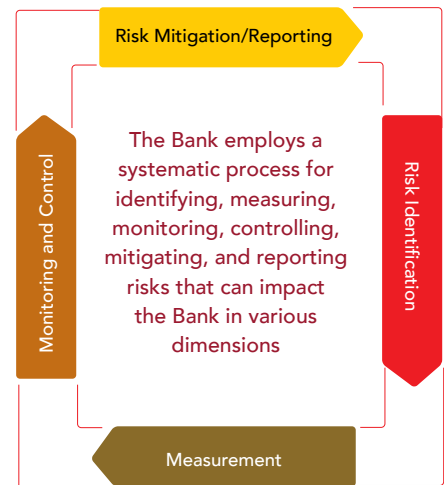 Risk Mitigation/Reporting
Monitoring and Control
The Bank employs a
systematic process for
identifying, measuring,
monitoring, controlling,
mitigating, and reporting
risks that can impact
the Bank in various
dimensions
Risk Identification
Measurement